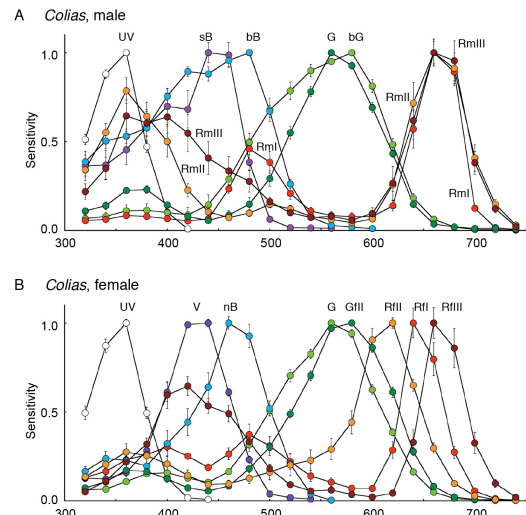 A Colias, male
UV sB bB G bG
RmIII
1.0
RmII
RmIII
0.5
RmI
RmII
RmI
0.0
Sensitivity
300 400 500 600 700
B Colias, female
UV V nB G GfII RfII RfI RfIII
1.0
0.5
0.0
Sensitivity
300 400 500 600 700